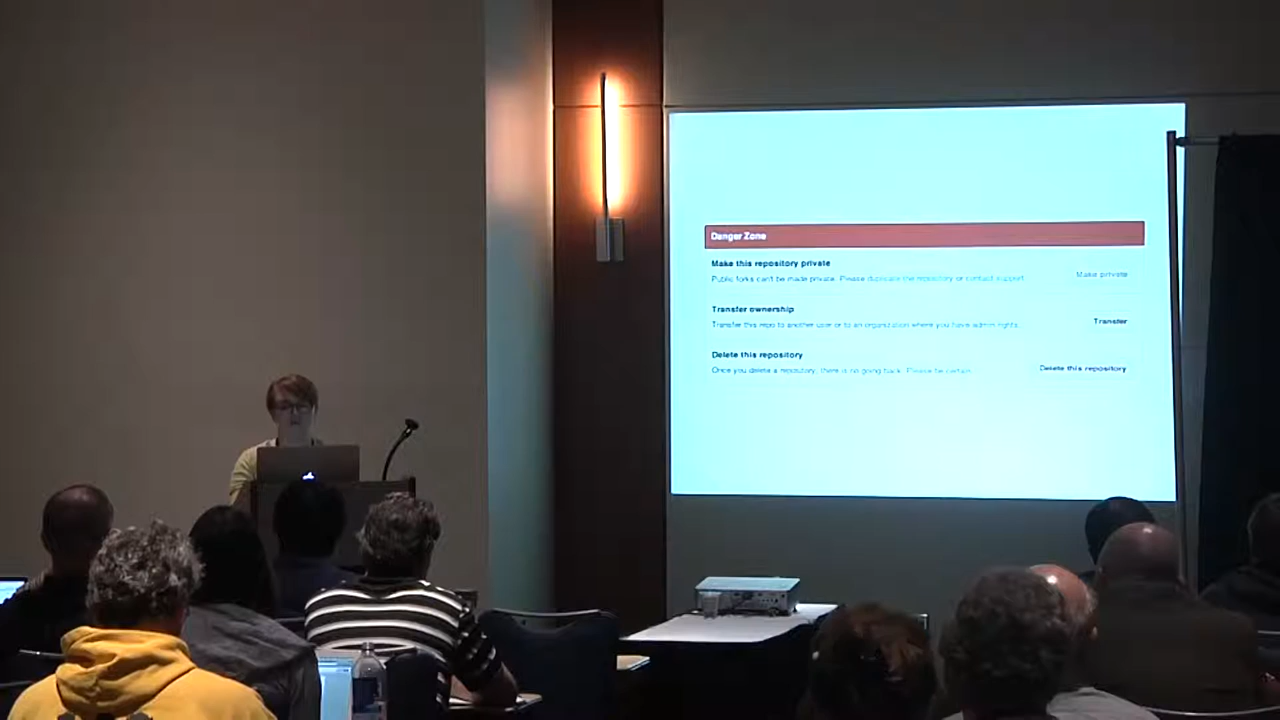 Danger Zone
Make this repository private
Public forks can't be made private. Please duplicate the repository or contact support.
Make private
Transfer ownership
Transfer this repo to another user or to an organization where you have admin rights.
Transfer
Delete this repository
Once you delete a repository, there is no going back. Please be certain.
Delete this repository